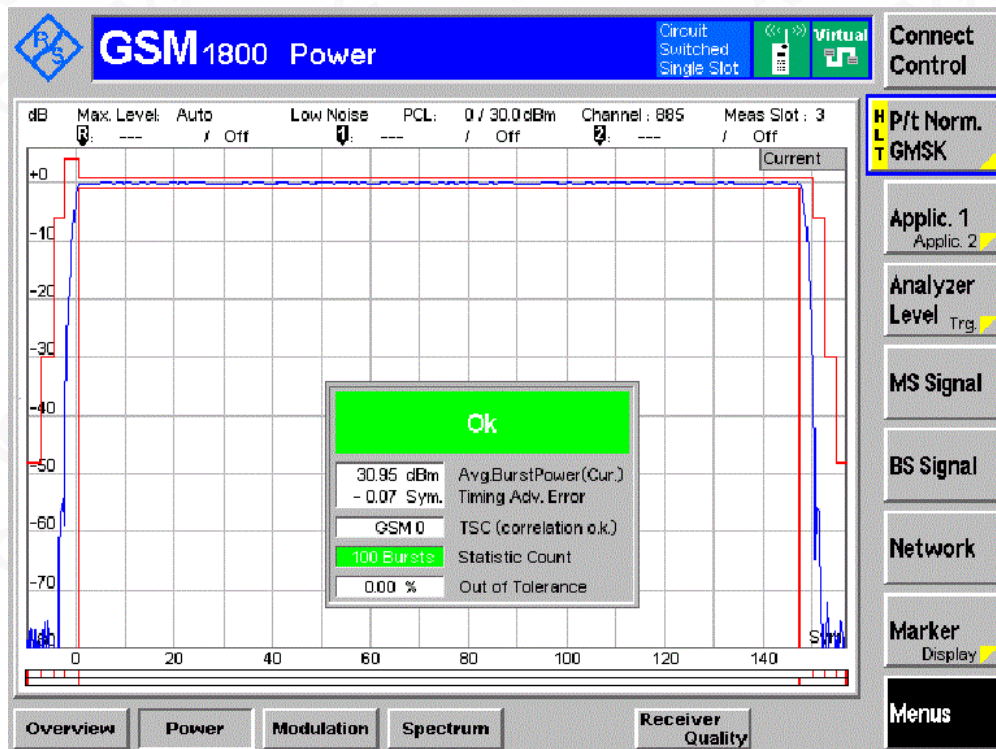 R S
GSM 1800 Power
Circuit Switched Single Slot
Virtual
Connect Control
dB Max. Level: Auto Low Noise PCL: 0 / 30.0 dBm Channel : 885 Meas Slot : 3
R : --- / Off 1 : --- / Off 2 : --- / Off
Current
HLT P/t Norm. GMSK
Applic. 1
Applic. 2
Analyzer
Level Trg.
MS Signal
BS Signal
Network
Marker
Display
Menus
+0
-10
-20
-30
-40
-50
-60
-70
Ok
30.95 dBm Avg.BurstPower(Cur.)
- 0.07 Sym. Timing Adv. Error
GSM 0 TSC (correlation o.k.)
100 Bursts Statistic Count
0.00 % Out of Tolerance
0 20 40 60 80 100 120 140
Overview Power Modulation Spectrum Receiver Quality